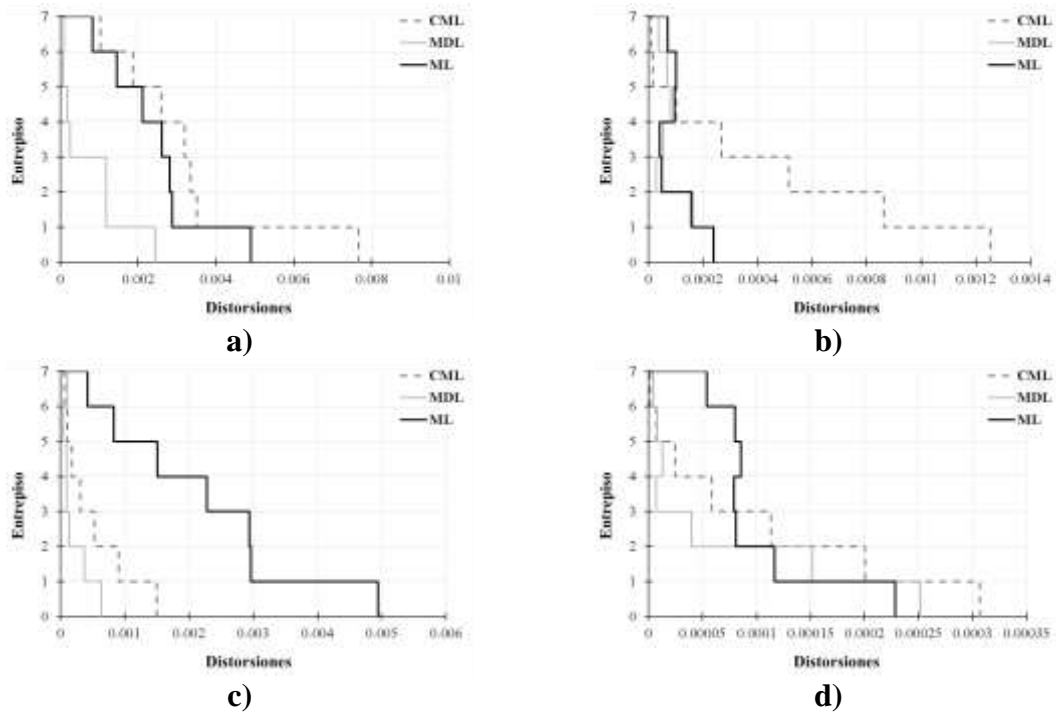 7
6
5
4
3
2
1
0
Entrepiso
0
0.002
0.004
0.006
0.008
0.01
Distorsiones
CML
MDL
ML
a)
7
6
5
4
3
2
1
0
Entrepiso
0
0.0002
0.0004
0.0006
0.0008
0.001
0.0012
0.0014
Distorsiones
CML
MDL
ML
b)
7
6
5
4
3
2
1
0
Entrepiso
0
0.001
0.002
0.003
0.004
0.005
0.006
Distorsiones
CML
MDL
ML
c)
7
6
5
4
3
2
1
0
Entrepiso
0
0.00005
0.0001
0.00015
0.0002
0.00025
0.0003
0.00035
Distorsiones
CML
MDL
ML
d)